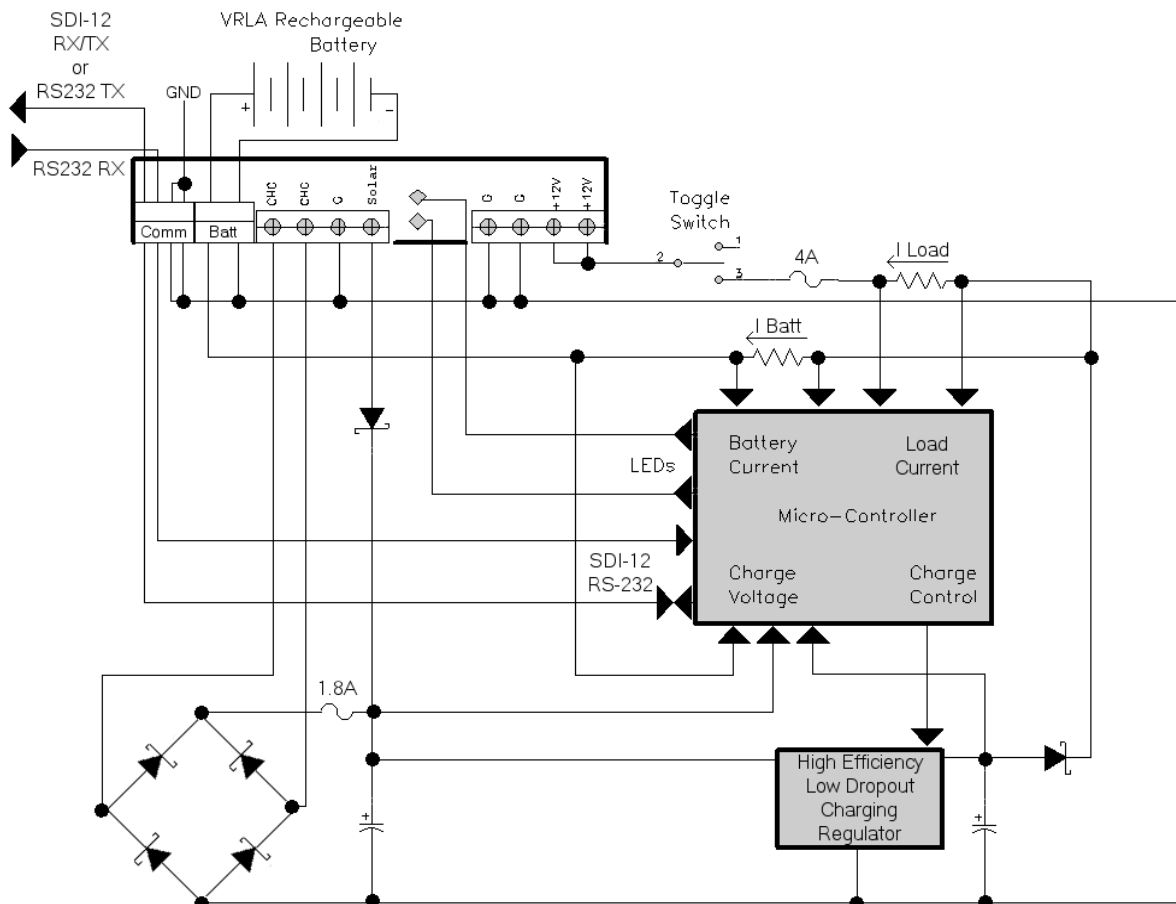 SDI-12
RX/TX
or
RS232 TX
RS232 RX
GND
VRLA Rechargeable
Battery
+
-
CHC
CHC
G
Solar
G
G
+12V
+12V
Comm
Batt
Toggle
Switch
1
2
3
4A
I Load
I Batt
Battery
Current
Load
Current
LEDs
Micro-Controller
SDI-12
RS-232
Charge
Voltage
Charge
Control
1.8A
+
High Efficiency
Low Dropout
Charging
Regulator
+